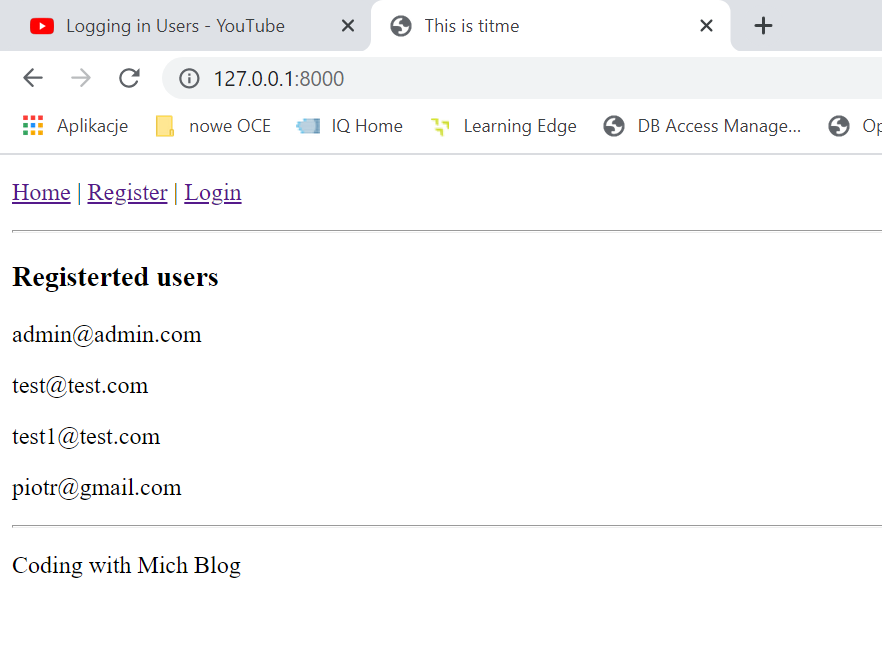 Logging in Users - YouTube
This is titme
127.0.0.1:8000
Aplikacje nowe OCE IQ Home Learning Edge DB Access Manage... Op
Home | Register | Login
Registerted users
admin@admin.com
test@test.com
test1@test.com
piotr@gmail.com
Coding with Mich Blog